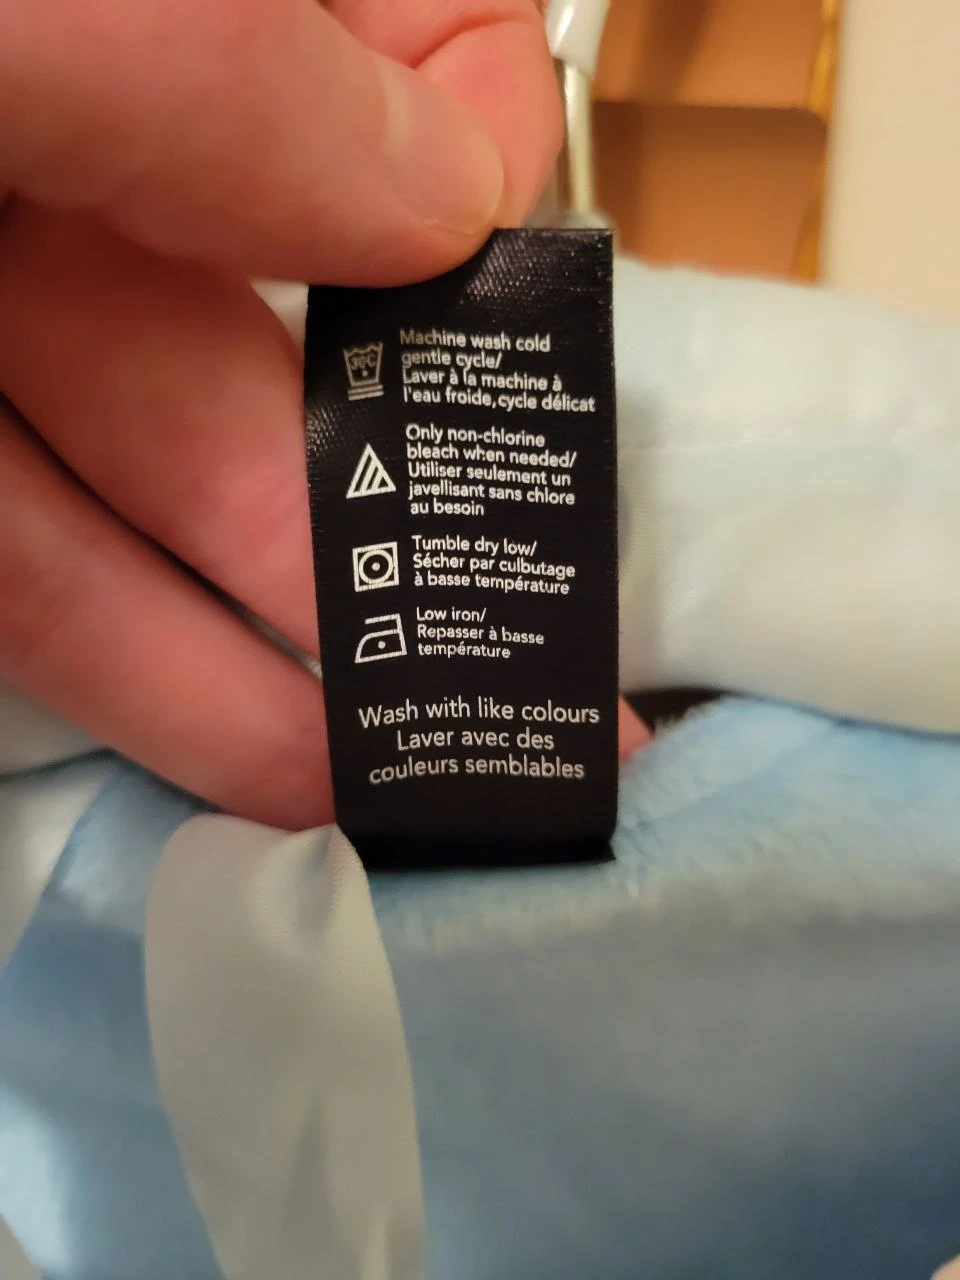 30C
Machine wash cold
gentle cycle/
Laver à la machine à
l'eau froide, cycle délicat
Only non-chlorine
bleach when needed/
Utiliser seulement un
javellisant sans chlore
au besoin
Tumble dry low/
Sécher par culbutage
à basse température
Low iron/
Repasser à basse
température
Wash with like colours
Laver avec des
couleurs semblables